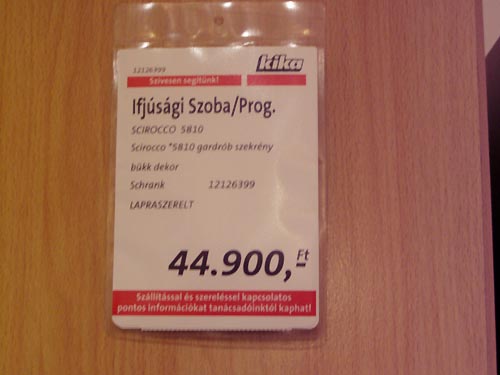 12126399
kika
Szívesen segítünk!
Ifjúsági Szoba/Prog.
SCIROCCO 5810
Scirocco *5810 gardrób szekrény
bükk dekor
Schrank 12126399
LAPRASZERELT
44.900,Ft
Szállítással és szereléssel kapcsolatos
pontos információkat tanácsadóinktól kaphat!